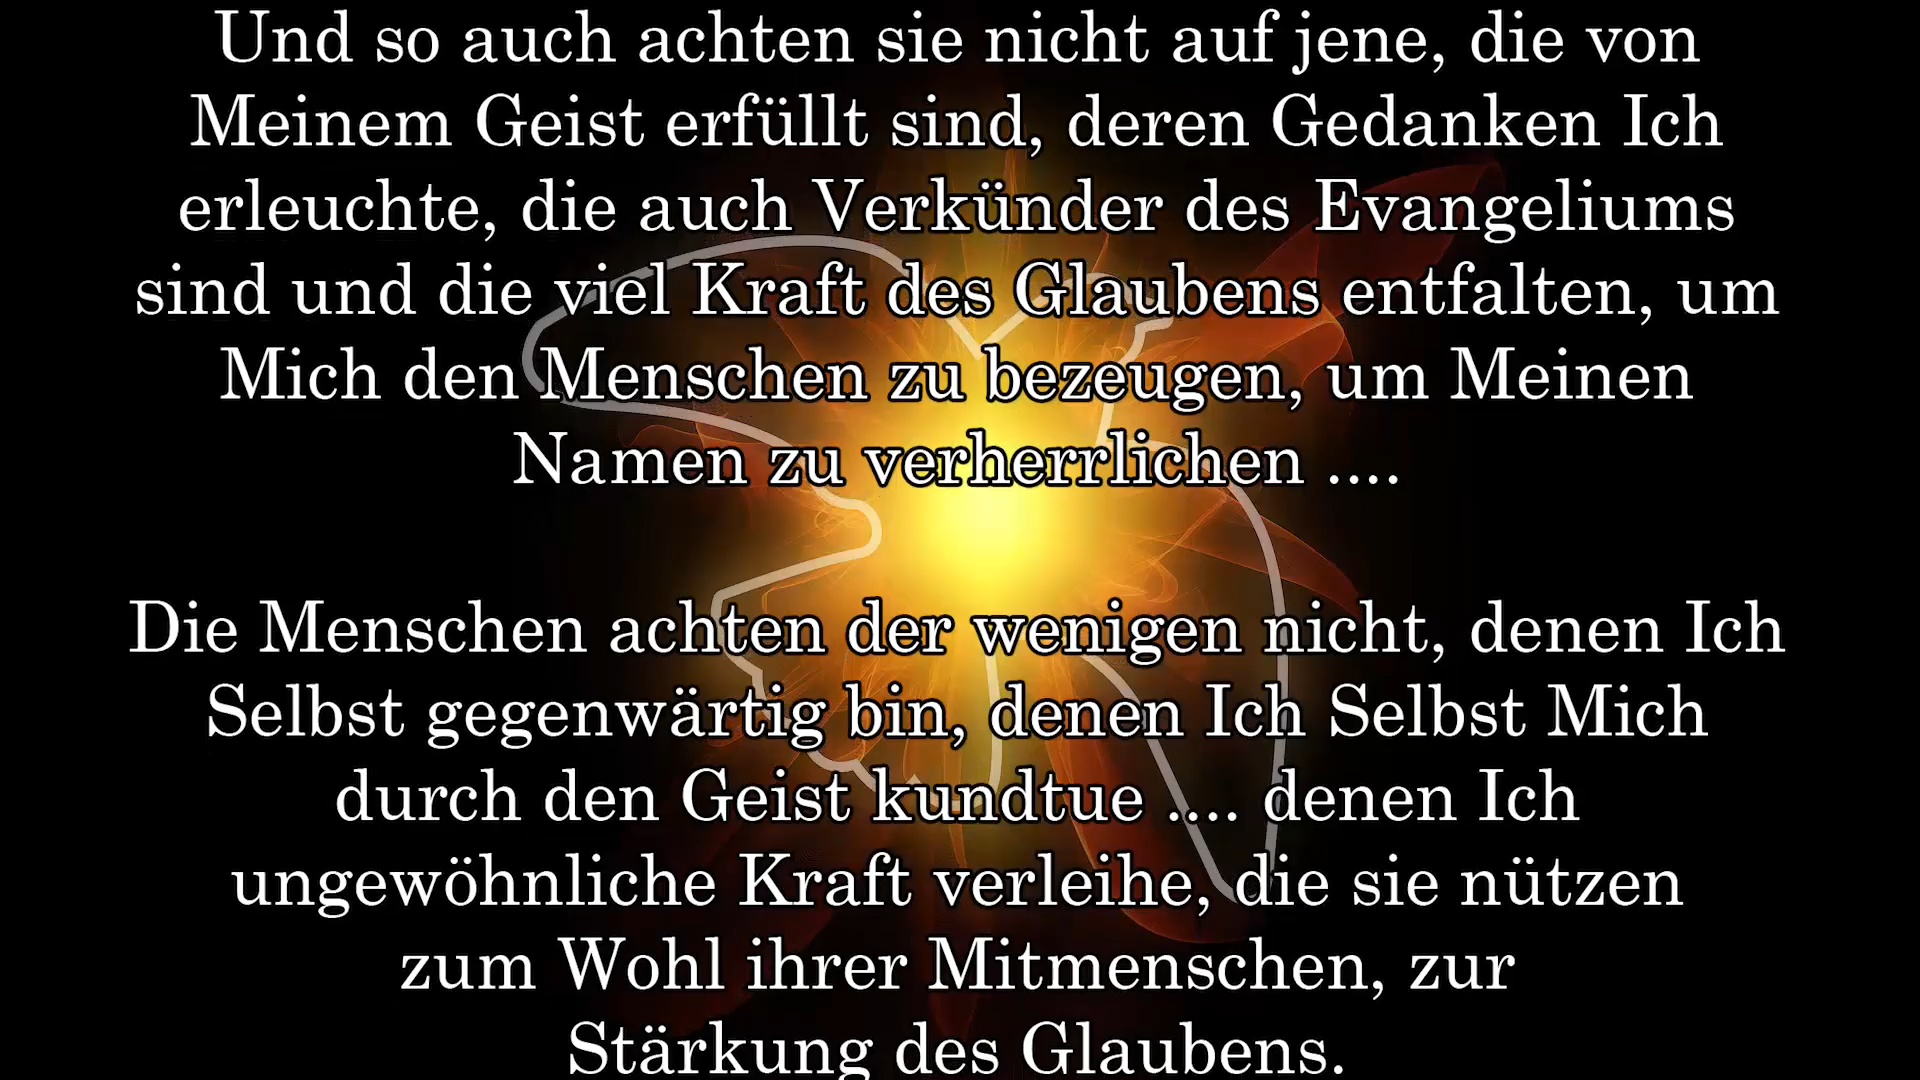 Und so auch achten sie nicht auf jene, die von
Meinem Geist erfüllt sind, deren Gedanken Ich
erleuchte, die auch Verkünder des Evangeliums
sind und die viel Kraft des Glaubens entfalten, um
Mich den Menschen zu bezeugen, um Meinen
Namen zu verherrlichen ....
Die Menschen achten der wenigen nicht, denen Ich
Selbst gegenwärtig bin, denen Ich Selbst Mich
durch den Geist kundtue .... denen Ich
ungewöhnliche Kraft verleihe, die sie nützen
zum Wohl ihrer Mitmenschen, zur
Stärkung des Glaubens.